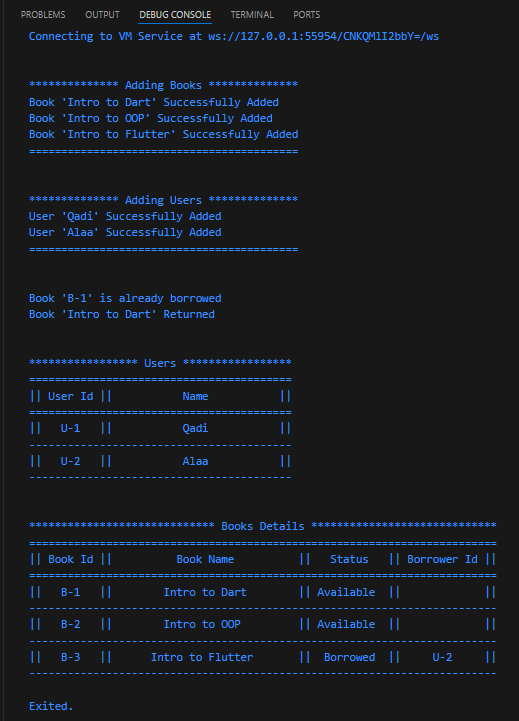 PROBLEMS OUTPUT DEBUG CONSOLE TERMINAL PORTS
Connecting to VM Service at ws://127.0.0.1:55954/CNKQMlI2bbY=/ws
************** Adding Books **************
Book 'Intro to Dart' Successfully Added
Book 'Intro to OOP' Successfully Added
Book 'Intro to Flutter' Successfully Added
==========================================
************** Adding Users **************
User 'Qadi' Successfully Added
User 'Alaa' Successfully Added
==========================================
Book 'B-1' is already borrowed
Book 'Intro to Dart' Returned
***************** Users *****************
=========================================
|| User Id ||           Name           ||
=========================================
||   U-1   ||           Qadi           ||
-----------------------------------------
||   U-2   ||           Alaa           ||
-----------------------------------------
***************************** Books Details *****************************
=========================================================================
|| Book Id ||          Book Name          ||   Status   || Borrower Id ||
=========================================================================
||   B-1   ||        Intro to Dart        || Available  ||             ||
-------------------------------------------------------------------------
||   B-2   ||        Intro to OOP         || Available  ||             ||
-------------------------------------------------------------------------
||   B-3   ||      Intro to Flutter       ||  Borrowed  ||     U-2     ||
-------------------------------------------------------------------------
Exited.